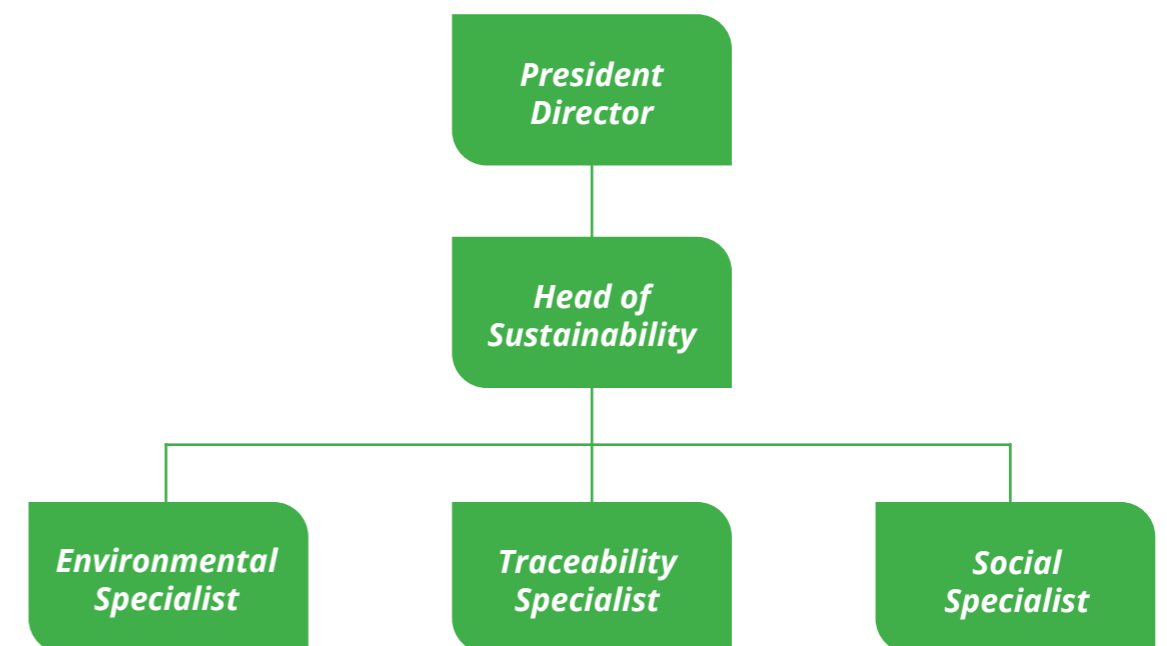 President
Director
Head of
Sustainability
Environmental
Specialist
Traceability
Specialist
Social
Specialist